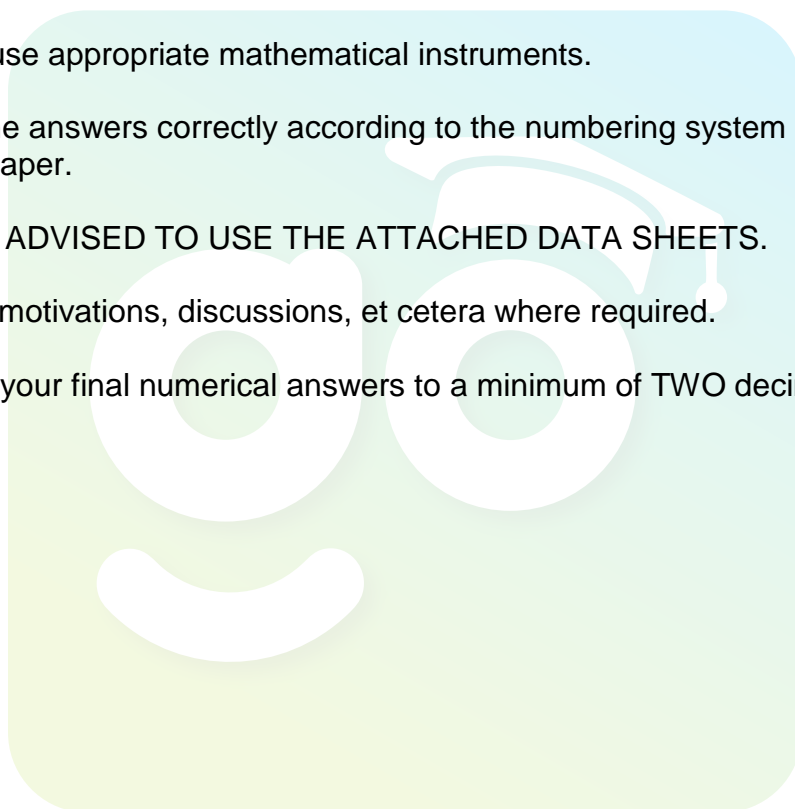 use appropriate mathematical instruments.
e answers correctly according to the numbering system
aper.
ADVISED TO USE THE ATTACHED DATA SHEETS.
motivations, discussions, et cetera where required.
your final numerical answers to a minimum of TWO deci
go